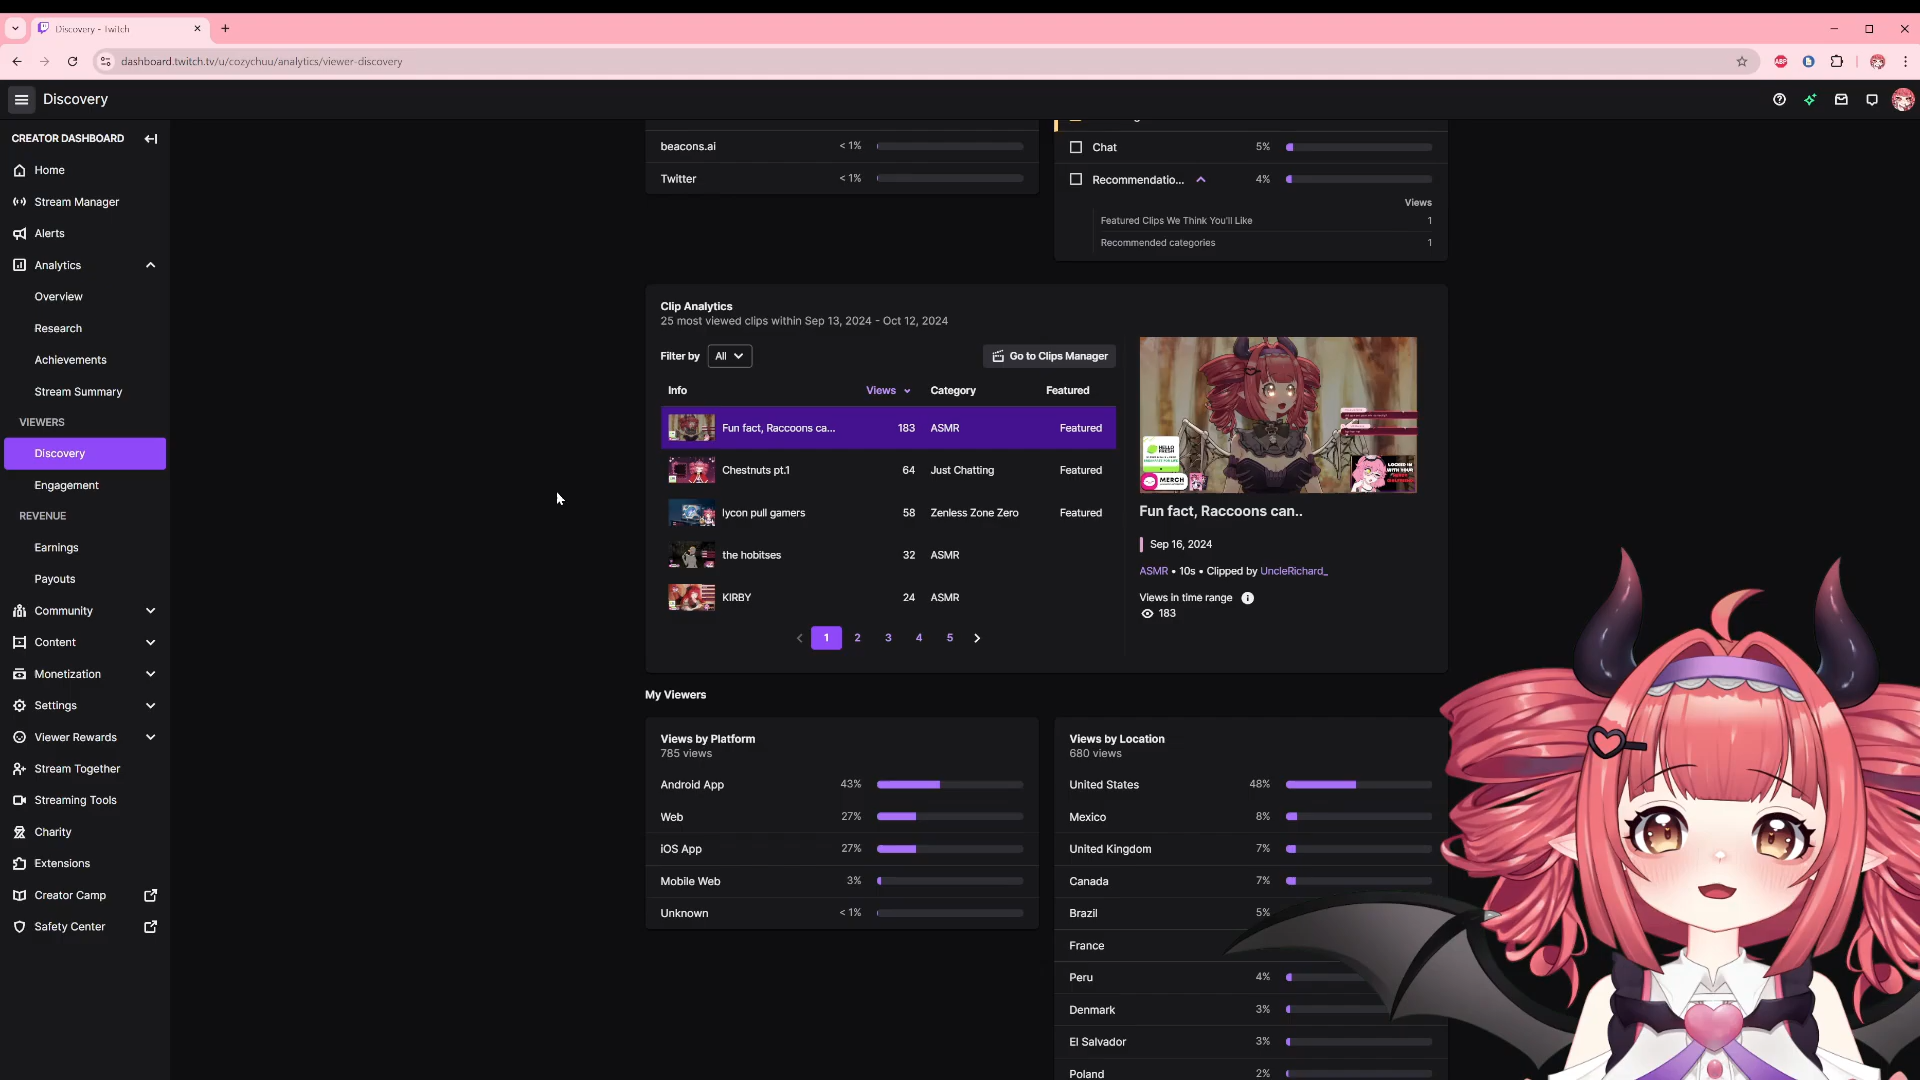 Discovery - Twitch
dashboard.twitch.tv/u/cozychuu/analytics/viewer-discovery
ABP
Discovery
CREATOR DASHBOARD
Home
Stream Manager
Alerts
Analytics
Overview
Research
Achievements
Stream Summary
VIEWERS
Discovery
Engagement
REVENUE
Earnings
Payouts
Community
Content
Monetization
Settings
Viewer Rewards
Stream Together
Streaming Tools
Charity
Extensions
Creator Camp
Safety Center
beacons.ai < 1%
Twitter < 1%
Chat 5%
Recommendatio... 4%
Views
Featured Clips We Think You'll Like 1
Recommended categories 1
Clip Analytics
25 most viewed clips within Sep 13, 2024 - Oct 12, 2024
Filter by All
Go to Clips Manager
Info Views Category Featured
Fun fact, Raccoons ca... 183 ASMR Featured
Chestnuts pt.1 64 Just Chatting Featured
lycon pull gamers 58 Zenless Zone Zero Featured
the hobitses 32 ASMR
KIRBY 24 ASMR
1 2 3 4 5
HELLO
FRESH
MERCH
LOCKED IN
WITH YOUR
Fun fact, Raccoons can..
Sep 16, 2024
ASMR • 10s • Clipped by UncleRichard_
Views in time range
183
My Viewers
Views by Platform
785 views
Android App 43%
Web 27%
iOS App 27%
Mobile Web 3%
Unknown < 1%
Views by Location
680 views
United States 48%
Mexico 8%
United Kingdom 7%
Canada 7%
Brazil 5%
France
Peru 4%
Denmark 3%
El Salvador 3%
Poland 2%